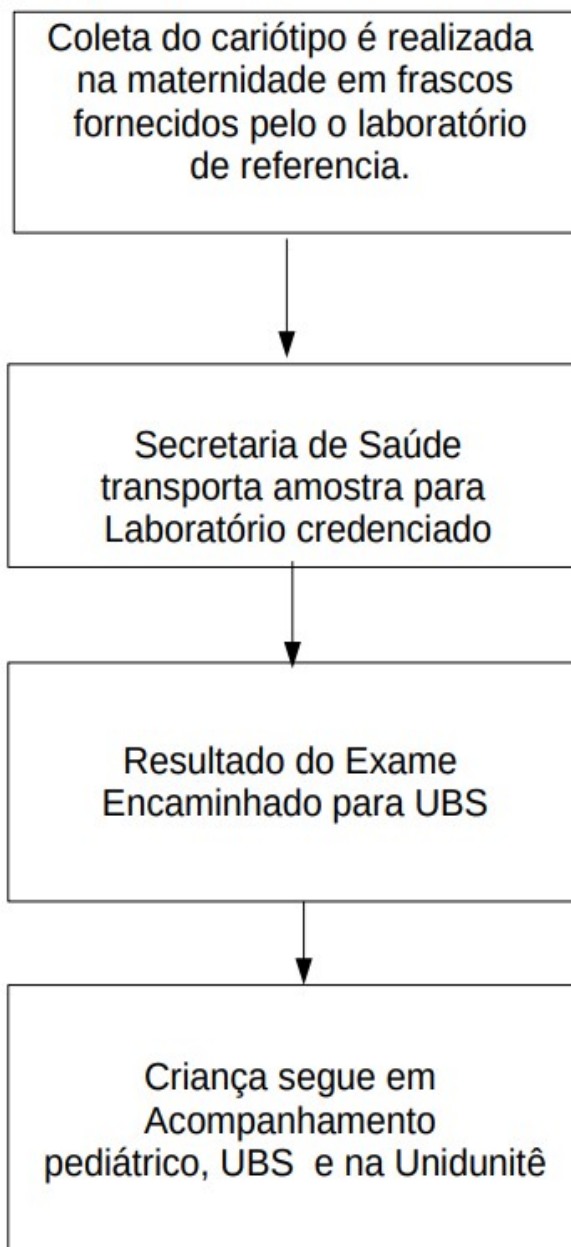 Coleta do cariótipo é realizada
na maternidade em frascos
fornecidos pelo o laboratório
de referencia.
Secretaria de Saúde
transporta amostra para
Laboratório credenciado
Resultado do Exame
Encaminhado para UBS
Criança segue em
Acompanhamento
pediátrico, UBS e na Unidunitê